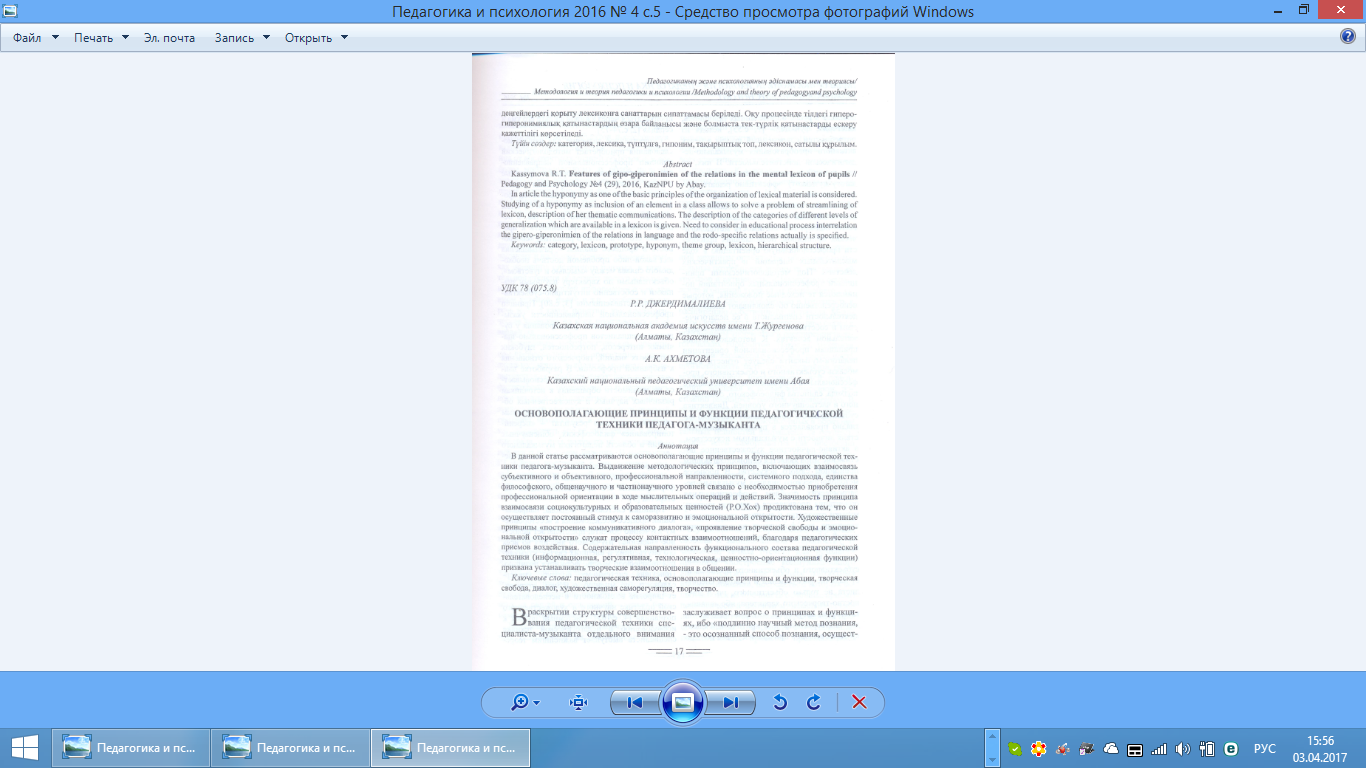 Педагогика и психология 2016 № 4 с.5 - Средство просмотра фотографий Windows
Файл Печать Эл. почта Запись Открыть
Педагогиканың және психологияның әдіснамасы мен теориясы/
Методология и теория педагогики и психологии /Methodology and theory of pedagogyand psychology
деңгейлердегі қорыту лексиконға санаттарын сипаттамасы беріледі. Оқу процесінде тілдегі гиперо-
гиперонимиялық қатынастардың өзара байланысы және болмыста тек-түрлік қатынастарды ескеру
қажеттілігі көрсетіледі.
Түйін сөздер: категория, лексика, түптұлға, гипоним, тақырыптық топ, лексикон, сатылы құрылым.
Abstract
Kassymova R.T. Features of gipo-giperonimien of the relations in the mental lexicon of pupils //
Pedagogy and Psychology №4 (29), 2016, KazNPU by Abay.
In article the hyponymy as one of the basic principles of the organization of lexical material is considered.
Studying of a hyponymy as inclusion of an element in a class allows to solve a problem of streamlining of
lexicon, description of her thematic communications. The description of the categories of different levels of
generalization which are available in a lexicon is given. Need to consider in educational process interrelation
the gipero-giperonimien of the relations in language and the rodo-specific relations actually is specified.
Keywords: category, lexicon, prototype, hyponym, theme group, lexicon, hierarchical structure.
УДК 78 (075.8)
Р.Р. ДЖЕРДИМАЛИЕВА
Казахская национальная академия искусств имени Т.Жургенова
(Алматы, Казахстан)
А.К. АХМЕТОВА
Казахский национальный педагогический университет имени Абая
(Алматы, Казахстан)
ОСНОВОПОЛАГАЮЩИЕ ПРИНЦИПЫ И ФУНКЦИИ ПЕДАГОГИЧЕСКОЙ
ТЕХНИКИ ПЕДАГОГА-МУЗЫКАНТА
Аннотация
В данной статье рассматриваются основополагающие принципы и функции педагогической тех-
ники педагога-музыканта. Выдвижение методологических принципов, включающих взаимосвязь
субъективного и объективного, профессиональной направленности, системного подхода, единства
философского, общенаучного и частнонаучного уровней связано с необходимостью приобретения
профессиональной ориентации в ходе мыслительных операций и действий. Значимость принципа
взаимосвязи социокультурных и образовательных ценностей (Р.О.Хок) продиктована тем, что он
осуществляет постоянный стимул к саморазвитию и эмоциональной открытости. Художественные
принципы «построение коммуникативного диалога», «проявление творческой свободы и эмоцио-
нальной открытости» служат процессу контактных взаимоотношений, благодаря педагогических
приемов воздействия. Содержательная направленность функционального состава педагогической
техники (информационная, регулятивная, технологическая, ценностно-ориентационная функции)
призвана устанавливать творческие взаимоотношения в общении.
Ключевые слова: педагогическая техника, основополагающие принципы и функции, творческая
свобода, диалог, художественная саморегуляция, творчество.
В раскрытии структуры совершенство-
вания педагогической техники спе-
циалиста-музыканта отдельного внимания
заслуживает вопрос о принципах и функци-
ях, ибо «подлинно научный метод познания,
- это осознанный способ познания, осущест-
17
Педагогика и пс...
Педагогика и пс...
Педагогика и пс...
РУС
15:56
03.04.2017